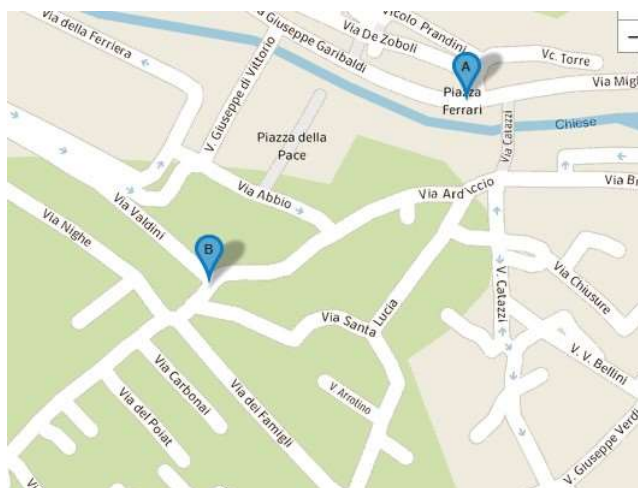 Via della Ferriera
V. Giuseppe di Vittorio
Via Giuseppe Garibaldi
Via De Zoboli
Vicolo Prandini
Vc. Torre
A
Piazza
Ferrari
Via Migl
Chiese
Via Catazzi
Piazza della
Pace
Via Abbio
Via Valdini
Via Nighe
B
Via Santa Lucia
Via Br
V. Catazzi
Via Chiusure
V. V. Bellini
V. Giuseppe Verdi
V. Arrotino
Via Carbonai
Via del Poiat
Via dei Famigli